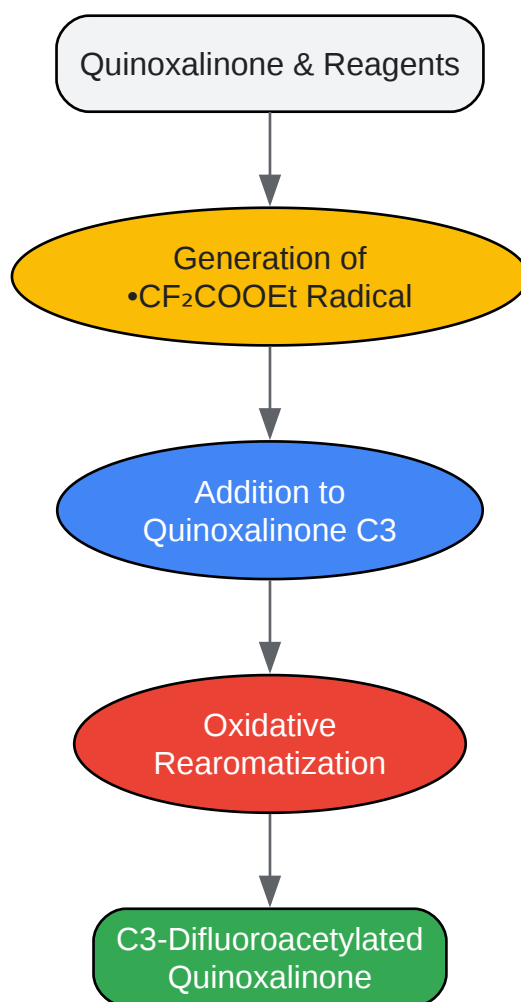 Quinoxalinone & Reagents
Generation of
•CF₂COOEt Radical
Addition to
Quinoxalinone C3
Oxidative
Rearomatization
C3-Difluoroacetylated
Quinoxalinone